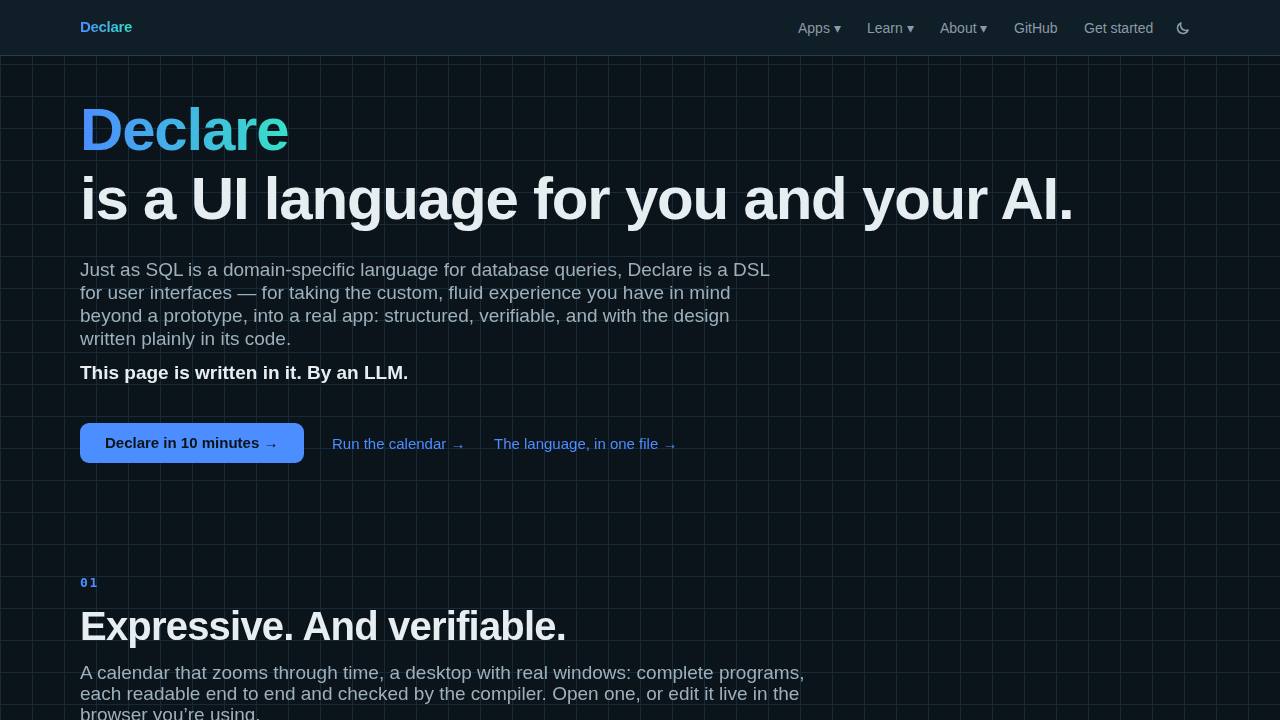 Declare
Apps ▾
Learn ▾
About ▾
GitHub
Get started
Declare
is a UI language for you and your AI.
Just as SQL is a domain-specific language for database queries, Declare is a DSL
for user interfaces — for taking the custom, fluid experience you have in mind
beyond a prototype, into a real app: structured, verifiable, and with the design
written plainly in its code.
This page is written in it. By an LLM.
Declare in 10 minutes →
Run the calendar →
The language, in one file →
01
Expressive. And verifiable.
A calendar that zooms through time, a desktop with real windows: complete programs,
each readable end to end and checked by the compiler. Open one, or edit it live in the
browser you’re using.